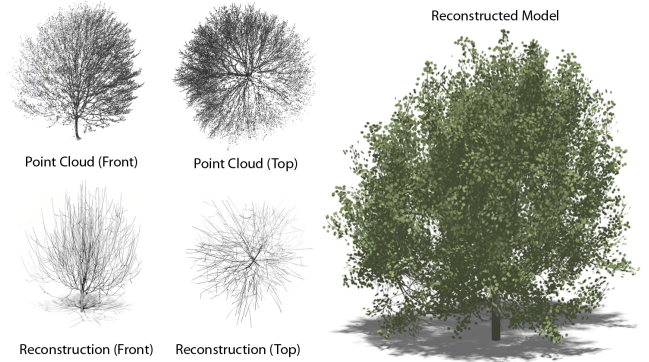 Reconstructed Model
Point Cloud (Front)
Point Cloud (Top)
Reconstruction (Front)
Reconstruction (Top)